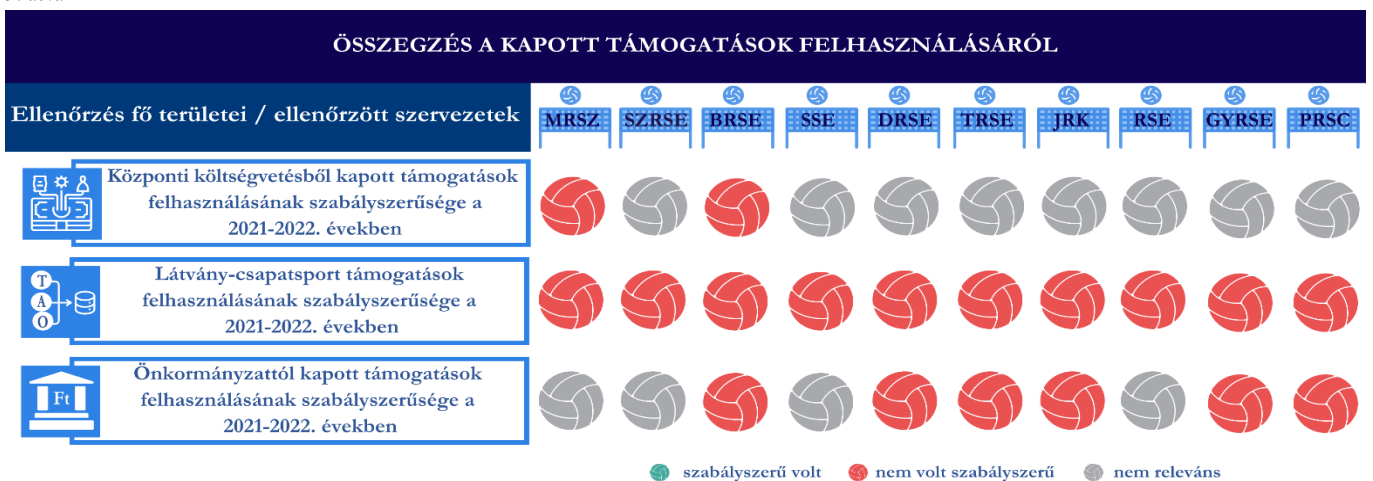 ÖSSZEGZÉS A KAPOTT TÁMOGATÁSOK FELHASZNÁLÁSÁRÓL
Ellenőrzés fő területei / ellenőrzött szervezetek
MRSZ SZRSE BRSE SSE DRSE TRSE JRK RSE GYRSE PRSC
Központi költségvetésből kapott támogatások
felhasználásának szabályszerűsége a
2021-2022. években
T
A
O
Látvány-csapatsport támogatások
felhasználásának szabályszerűsége a
2021-2022. években
Ft
Önkormányzattól kapott támogatások
felhasználásának szabályszerűsége a
2021-2022. években
szabályszerű volt nem volt szabályszerű nem releváns